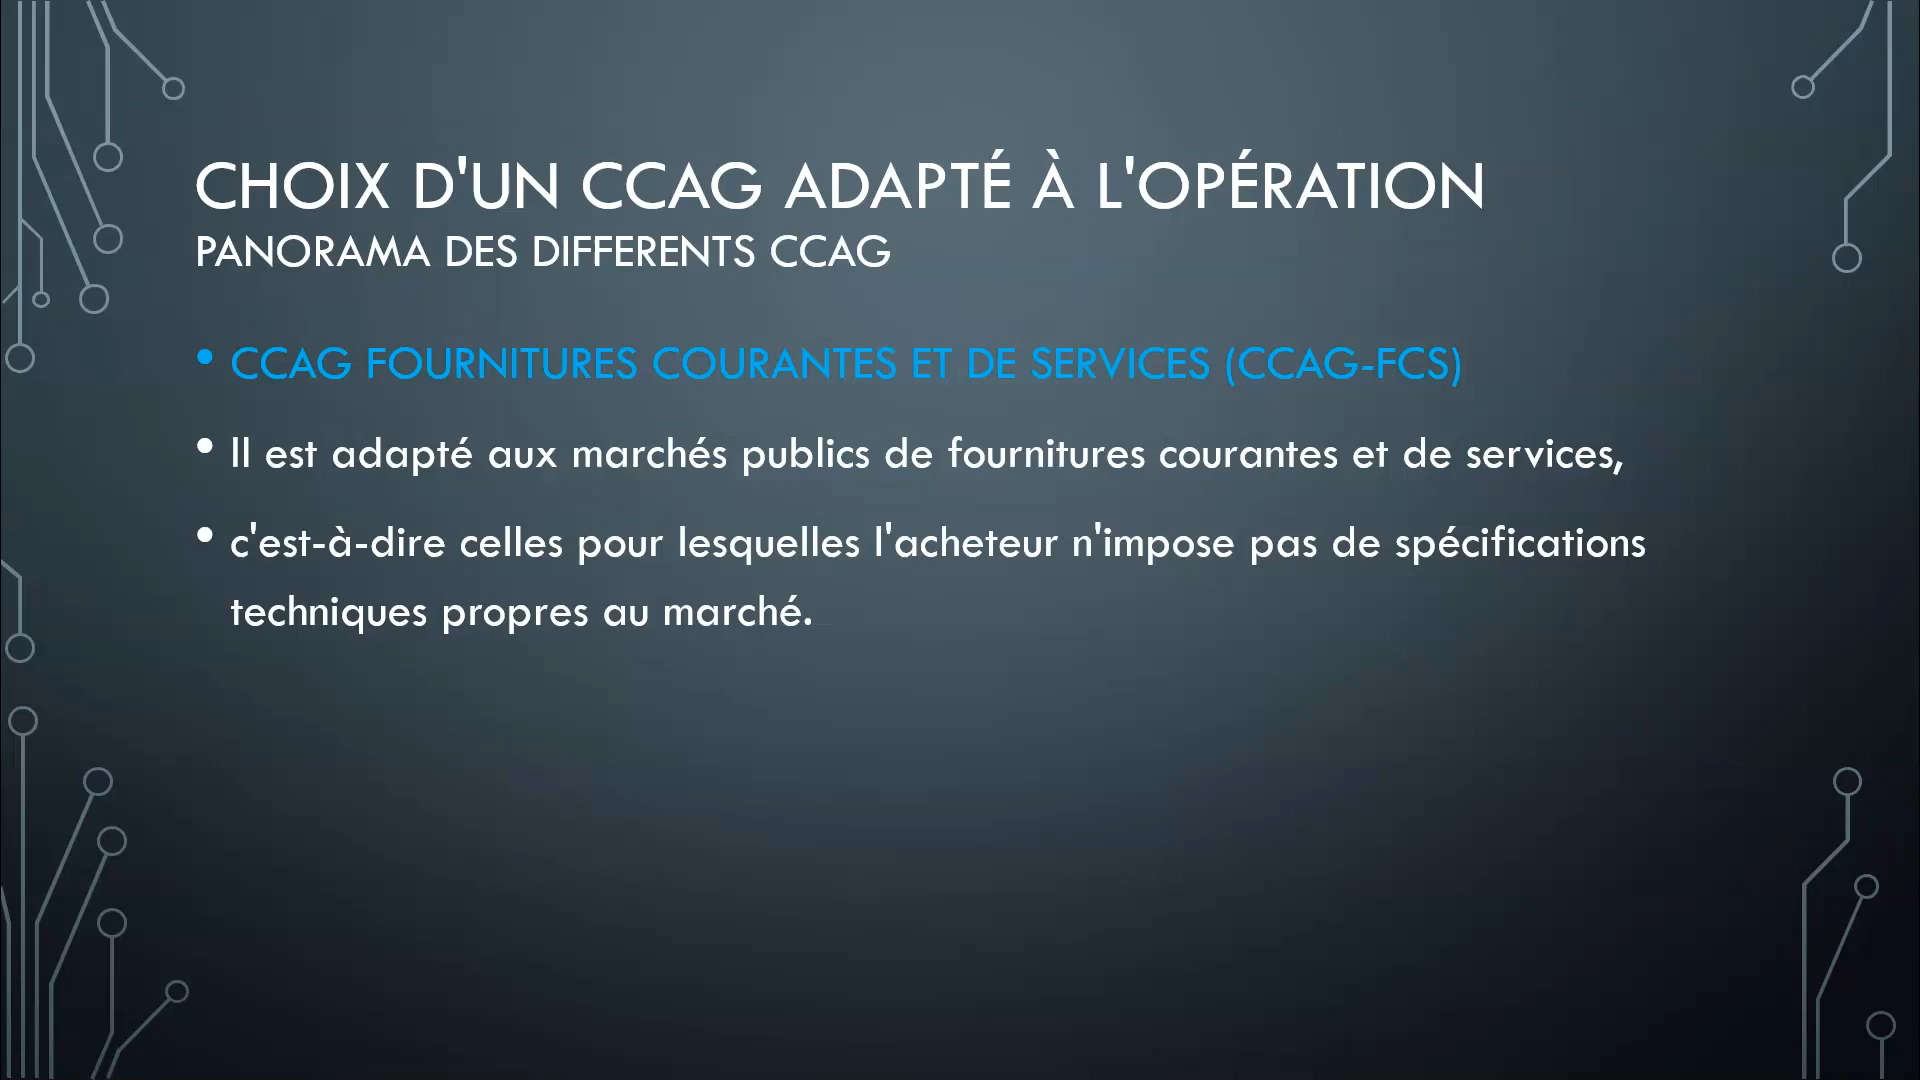 CHOIX D'UN CCAG ADAPTÉ À L'OPÉRATION
PANORAMA DES DIFFERENTS CCAG
• CCAG FOURNITURES COURANTES ET DE SERVICES (CCAG-FCS)
• Il est adapté aux marchés publics de fournitures courantes et de services,
• c'est-à-dire celles pour lesquelles l'acheteur n'impose pas de spécifications
techniques propres au marché.